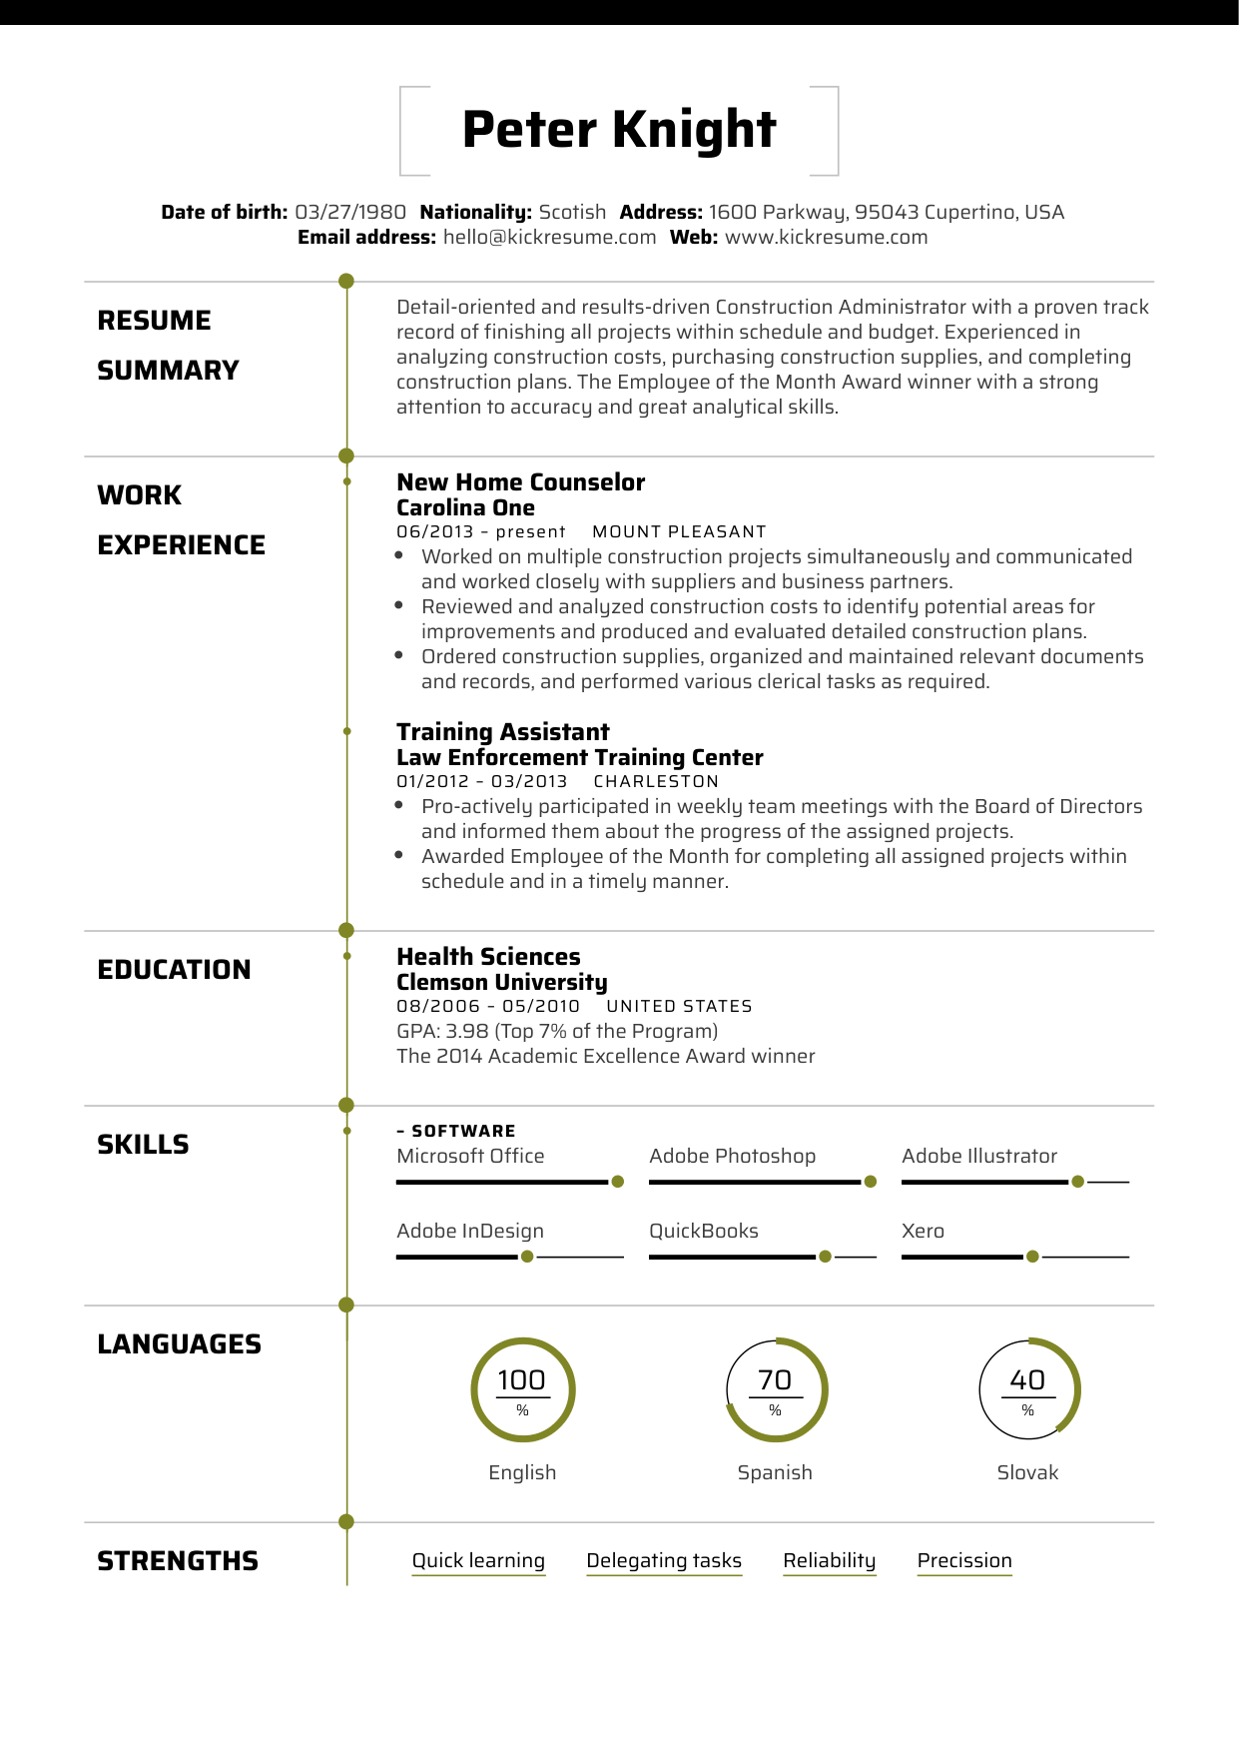 Peter Knight
Date of birth: 03/27/1980 Nationality: Scotish Address: 1600 Parkway, 95043 Cupertino, USA
Email address: hello@kickresume.com Web: www.kickresume.com
RESUME
SUMMARY
Detail-oriented and results-driven Construction Administrator with a proven track
record of finishing all projects within schedule and budget. Experienced in
analyzing construction costs, purchasing construction supplies, and completing
construction plans. The Employee of the Month Award winner with a strong
attention to accuracy and great analytical skills.
WORK
EXPERIENCE
New Home Counselor
Carolina One
06/2013 – present MOUNT PLEASANT
• Worked on multiple construction projects simultaneously and communicated
and worked closely with suppliers and business partners.
• Reviewed and analyzed construction costs to identify potential areas for
improvements and produced and evaluated detailed construction plans.
• Ordered construction supplies, organized and maintained relevant documents
and records, and performed various clerical tasks as required.
Training Assistant
Law Enforcement Training Center
01/2012 – 03/2013 CHARLESTON
• Pro-actively participated in weekly team meetings with the Board of Directors
and informed them about the progress of the assigned projects.
• Awarded Employee of the Month for completing all assigned projects within
schedule and in a timely manner.
EDUCATION
Health Sciences
Clemson University
08/2006 – 05/2010 UNITED STATES
GPA: 3.98 (Top 7% of the Program)
The 2014 Academic Excellence Award winner
SKILLS
– SOFTWARE
Microsoft Office Adobe Photoshop Adobe Illustrator
Adobe InDesign QuickBooks Xero
LANGUAGES
100 70 40
% % %
English Spanish Slovak
STRENGTHS
Quick learning Delegating tasks Reliability Precission